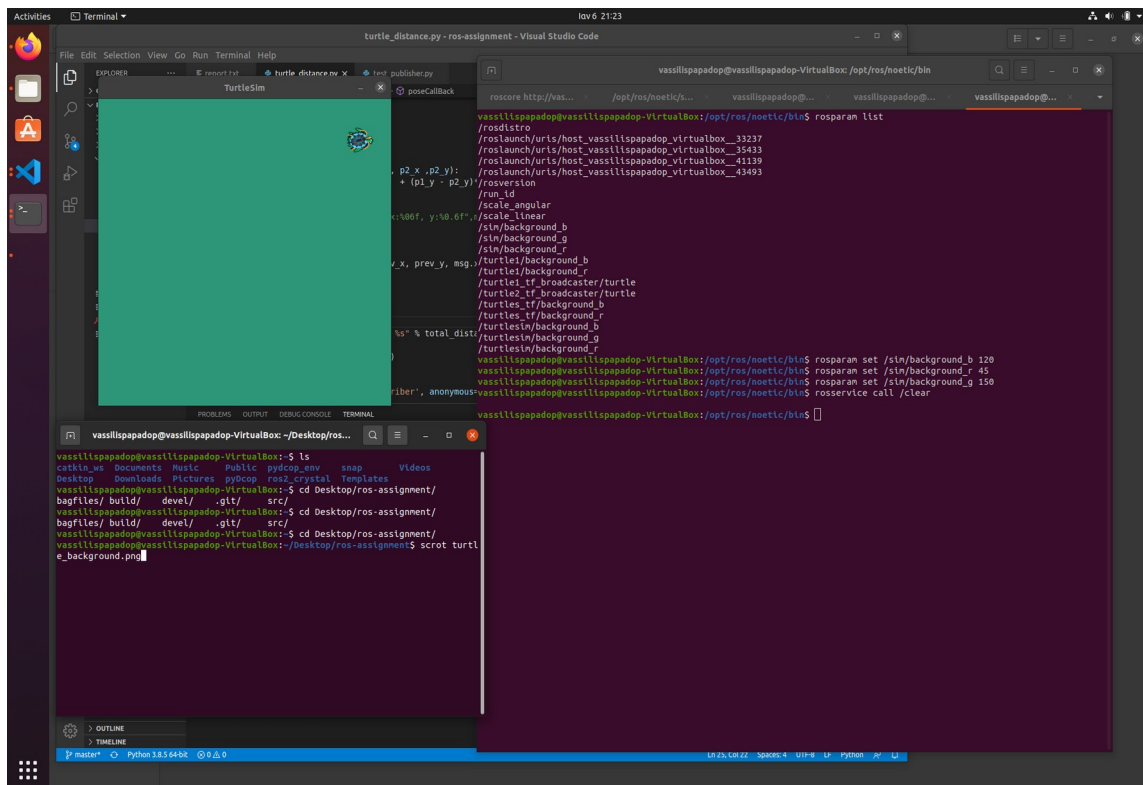 Activities
Terminal
Ιαν 6 21:23
turtle_distance.py - ros-assignment - Visual Studio Code
File Edit Selection View Go Run Terminal Help
EXPLORER
report.txt
turtle_distance.py
test_publisher.py
poseCallBack
TurtleSim
, p2_x ,p2_y):
+ (p1_y - p2_y)*
x:%06f, y:%0.6f",
v_x, prev_y, msg.x
%s" % total_dista
)
riber', anonymous=
PROBLEMS OUTPUT DEBUG CONSOLE TERMINAL
vassilispapadop@vassilispapadop-VirtualBox: /opt/ros/noetic/bin
roscore http://vas...
/opt/ros/noetic/s...
vassilispapadop@...
vassilispapadop@...
vassilispapadop@...
vassilispapadop@vassilispapadop-VirtualBox:/opt/ros/noetic/bin$ rosparam list
/rosdistro
/roslaunch/uris/host_vassilispapadop_virtualbox__33237
/roslaunch/uris/host_vassilispapadop_virtualbox__35433
/roslaunch/uris/host_vassilispapadop_virtualbox__41139
/roslaunch/uris/host_vassilispapadop_virtualbox__43493
/rosversion
/run_id
/scale_angular
/scale_linear
/sim/background_b
/sim/background_g
/sim/background_r
/turtle1/background_b
/turtle1/background_r
/turtle1_tf_broadcaster/turtle
/turtle2_tf_broadcaster/turtle
/turtles_tf/background_b
/turtles_tf/background_r
/turtlesim/background_b
/turtlesim/background_g
/turtlesim/background_r
vassilispapadop@vassilispapadop-VirtualBox:/opt/ros/noetic/bin$ rosparam set /sim/background_b 120
vassilispapadop@vassilispapadop-VirtualBox:/opt/ros/noetic/bin$ rosparam set /sim/background_r 45
vassilispapadop@vassilispapadop-VirtualBox:/opt/ros/noetic/bin$ rosparam set /sim/background_g 150
vassilispapadop@vassilispapadop-VirtualBox:/opt/ros/noetic/bin$ rosservice call /clear
vassilispapadop@vassilispapadop-VirtualBox:/opt/ros/noetic/bin$
vassilispapadop@vassilispapadop-VirtualBox: ~/Desktop/ros...
vassilispapadop@vassilispapadop-VirtualBox:~$ ls
catkin_ws Documents Music Public pydcop_env snap Videos
Desktop Downloads Pictures pyDcop ros2_crystal Templates
vassilispapadop@vassilispapadop-VirtualBox:~$ cd Desktop/ros-assignment/
bagfiles/ build/ devel/ .git/ src/
vassilispapadop@vassilispapadop-VirtualBox:~$ cd Desktop/ros-assignment/
bagfiles/ build/ devel/ .git/ src/
vassilispapadop@vassilispapadop-VirtualBox:~$ cd Desktop/ros-assignment/
vassilispapadop@vassilispapadop-VirtualBox:~/Desktop/ros-assignment$ scrot turtl
e_background.png
OUTLINE
TIMELINE
master* Python 3.8.5 64-bit 0 0
Ln 25, Col 22 Spaces: 4 UTF-8 LF Python